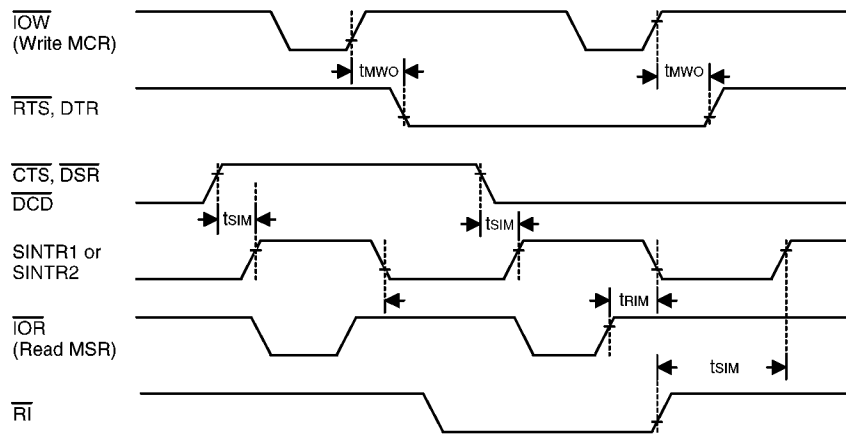 IOW
(Write MCR)
tMWO
tMWO
RTS, DTR
CTS, DSR
DCD
tSIM
tSIM
SINTR1 or
SINTR2
tRIM
IOR
(Read MSR)
tSIM
RI